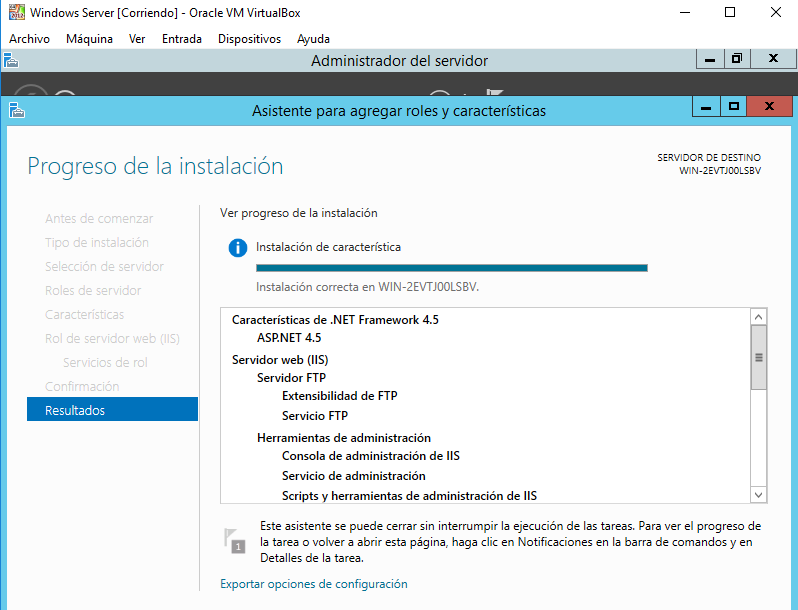 Windows Server [Corriendo] - Oracle VM VirtualBox
Archivo Máquina Ver Entrada Dispositivos Ayuda
Administrador del servidor
Asistente para agregar roles y características
Progreso de la instalación
SERVIDOR DE DESTINO
WIN-2EVTJ00LSBV
Antes de comenzar
Tipo de instalación
Selección de servidor
Roles de servidor
Características
Rol de servidor web (IIS)
Servicios de rol
Confirmación
Resultados
Ver progreso de la instalación
Instalación de característica
Instalación correcta en WIN-2EVTJ00LSBV.
Características de .NET Framework 4.5
ASP.NET 4.5
Servidor web (IIS)
Servidor FTP
Extensibilidad de FTP
Servicio FTP
Herramientas de administración
Consola de administración de IIS
Servicio de administración
Scripts y herramientas de administración de IIS
1
Este asistente se puede cerrar sin interrumpir la ejecución de las tareas. Para ver el progreso de
la tarea o volver a abrir esta página, haga clic en Notificaciones en la barra de comandos y en
Detalles de la tarea.
Exportar opciones de configuración